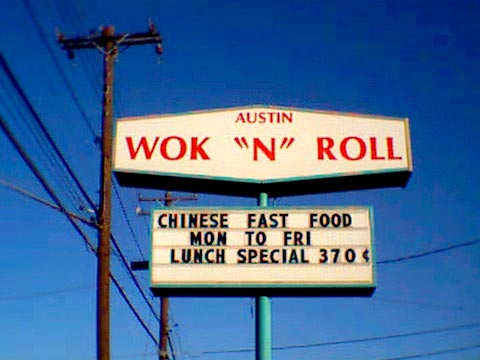 AUSTIN
WOK "N" ROLL
CHINESE FAST FOOD
MON TO FRI
LUNCH SPECIAL 370¢